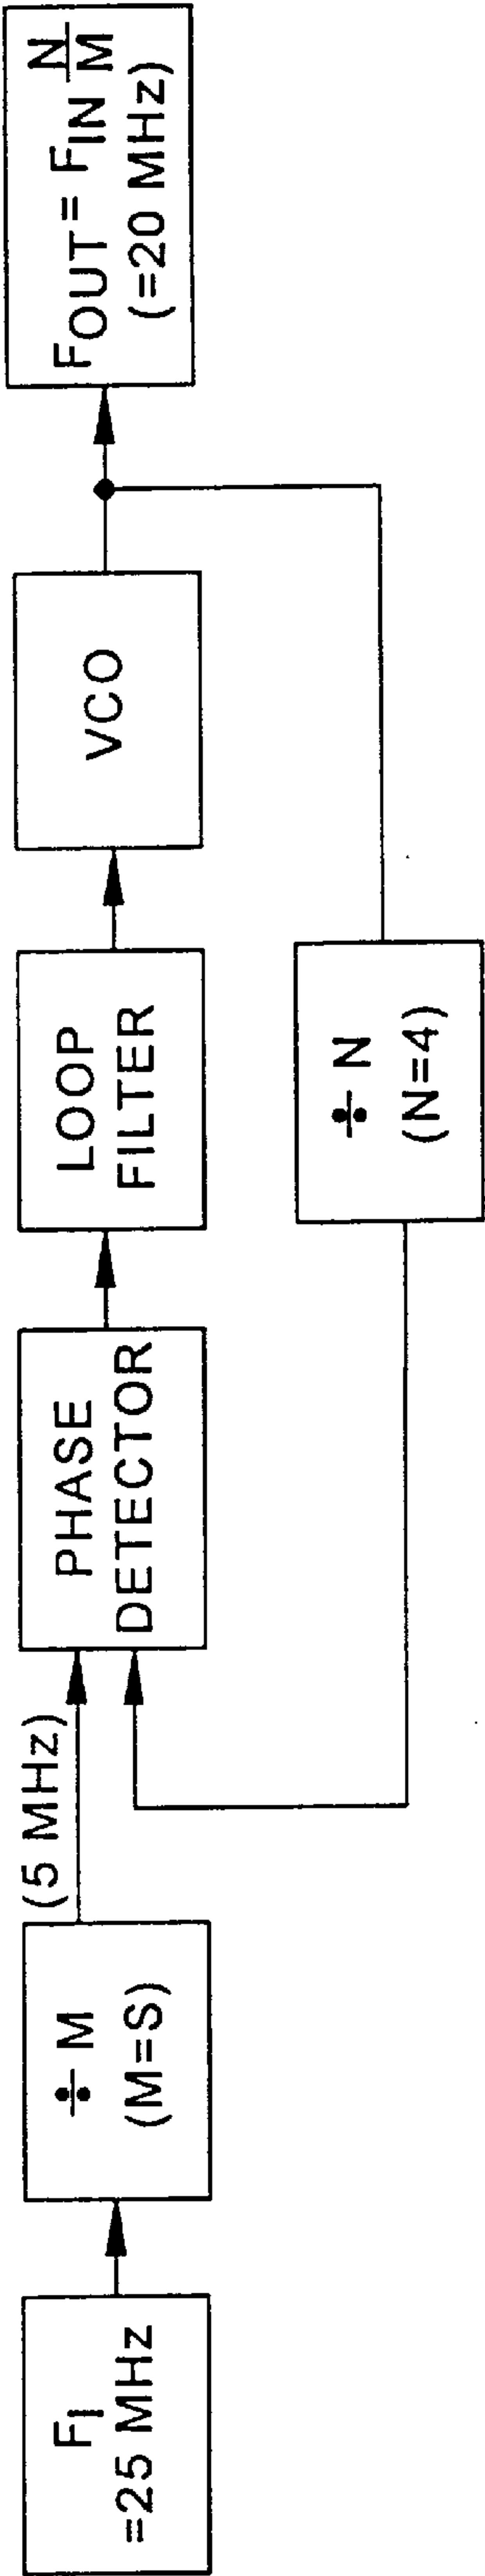 F_I
=25 MHz
÷ M
(M=S)
(5 MHz)
PHASE
DETECTOR
LOOP
FILTER
VCO
F_OUT = F_IN N/M
(=20 MHz)
÷ N
(N=4)